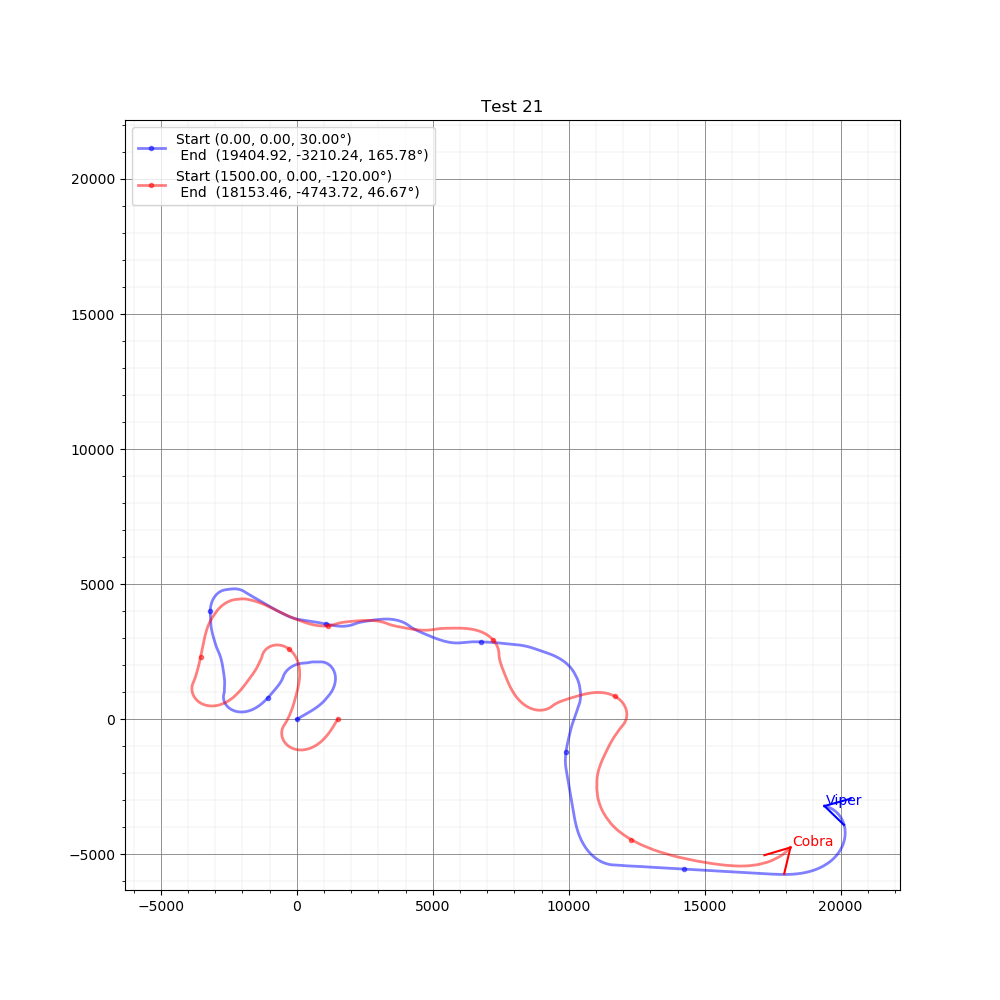 Test 21
Start (0.00, 0.00, 30.00°)
End (19404.92, -3210.24, 165.78°)
Start (1500.00, 0.00, -120.00°)
End (18153.46, -4743.72, 46.67°)
20000
15000
10000
5000
0
−5000
Viper
Cobra
−5000 0 5000 10000 15000 20000